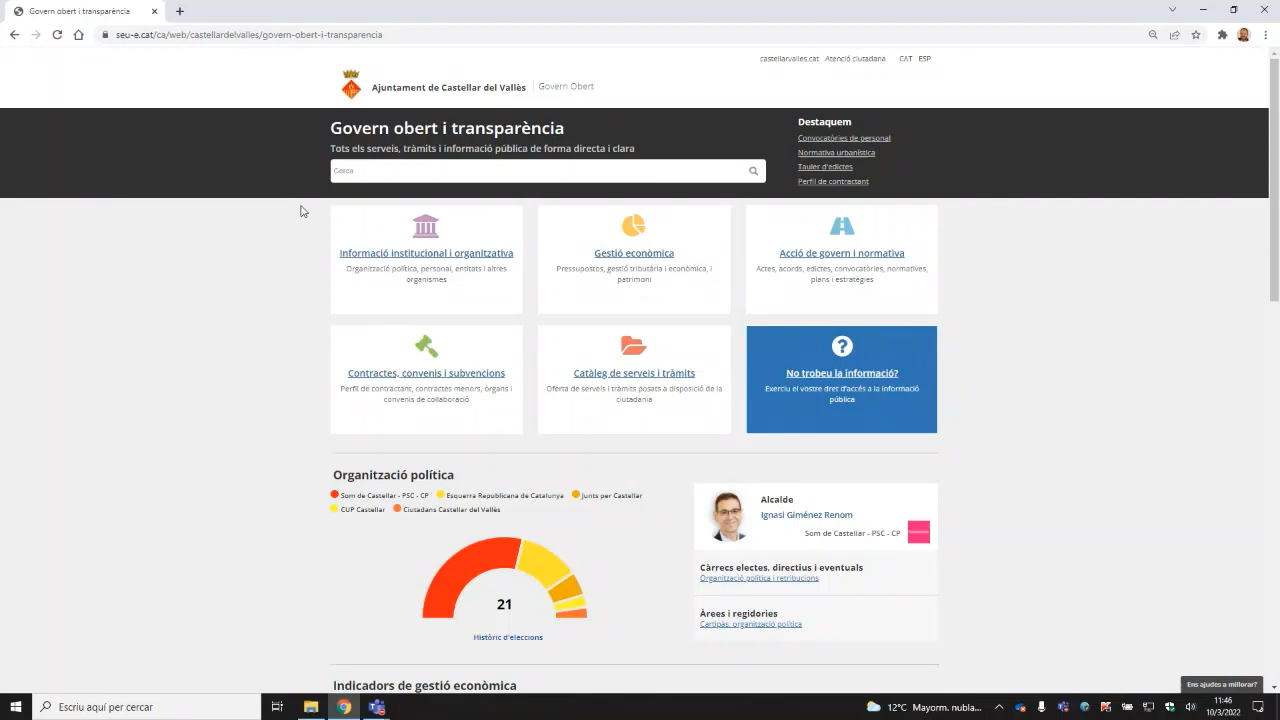 Govern obert i transparència
seu-e.cat/ca/web/castellardelvalles/govern-obert-i-transparencia
castellarvalles.cat Atenció ciutadana CAT ESP
Ajuntament de Castellar del Vallès Govern Obert
Govern obert i transparència
Tots els serveis, tràmits i informació pública de forma directa i clara
Cerca
Destaquem
Convocatòries de personal
Normativa urbanística
Tauler d'edictes
Perfil de contractant
Informació institucional i organitzativa
Organització política, personal, entitats i altres
organismes
Gestió econòmica
Pressupostos, gestió tributària i econòmica, i
patrimoni
Acció de govern i normativa
Actes, acords, edictes, convocatòries, normatives,
plans i estratègies
Contractes, convenis i subvencions
Perfil de contractant, contractes menors, òrgans i
convenis de collaboració
Catàleg de serveis i tràmits
Oferta de serveis i tràmits posats a disposició de la
ciutadania
No trobeu la informació?
Exerciu el vostre dret d'accés a la informació
pública
Organització política
Som de Castellar - PSC - CP Esquerra Republicana de Catalunya Junts per Castellar
CUP Castellar Ciutadans Castellar del Vallès
21
Històric d'eleccions
Alcalde
Ignasi Giménez Renom
Som de Castellar - PSC - CP
Càrrecs electes, directius i eventuals
Organització política i retribucions
Àrees i regidories
Cartipàs, organització política
Indicadors de gestió econòmica
Ens ajudes a millorar?
Escriu aquí per cercar
12°C Mayorm. nubla...
11:46
10/3/2022